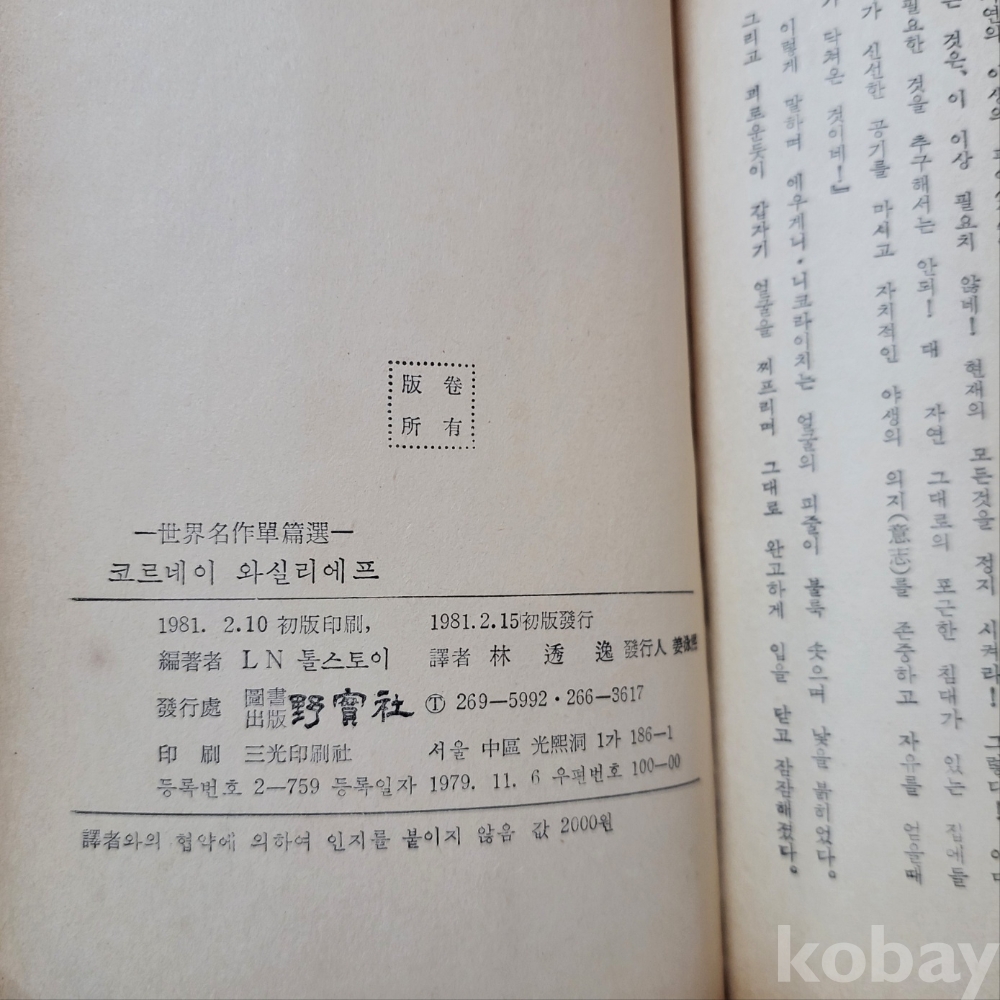 版 卷
所 有
―世界名作單篇選―
코르네이 와실리에프
1981. 2.10 初版印刷, 1981.2.15初版發行
編著者 L N 톨스토이 譯者 林 透 逸 發行人
發行處 圖書出版 野實社 Ⓣ 269―5992·266―3617
印 刷 三光印刷社 서울 中區 光熙洞 1가 186―1
등록번호 2―759 등록일자 1979. 11. 6 우편번호 100―00
譯者와의 협약에 의하여 인지를 붙이지 않음 값 2000원
는 것은, 이 이상 필요치 않네! 현재의 모든것을 정지 시켜라!
필요한 것을 추구해서는 안되! 대 자연 그대로의 포근한 침대가 있는 집에들
가 신선한 공기를 마시고 자치적인 야생의 의지(意志)를 존중하고 자유를 얻을때
가 닥쳐온 것이네!』
이렇게 말하며 에우게니·니코라이치는 얼굴의 피줄이 불룩 솟으며 낯을 붉히었다.
그리고 괴로운듯이 갑자기 얼굴을 찌프리며 그대로 완고하게 입을 닫고 잠잠해졌다.
kobay